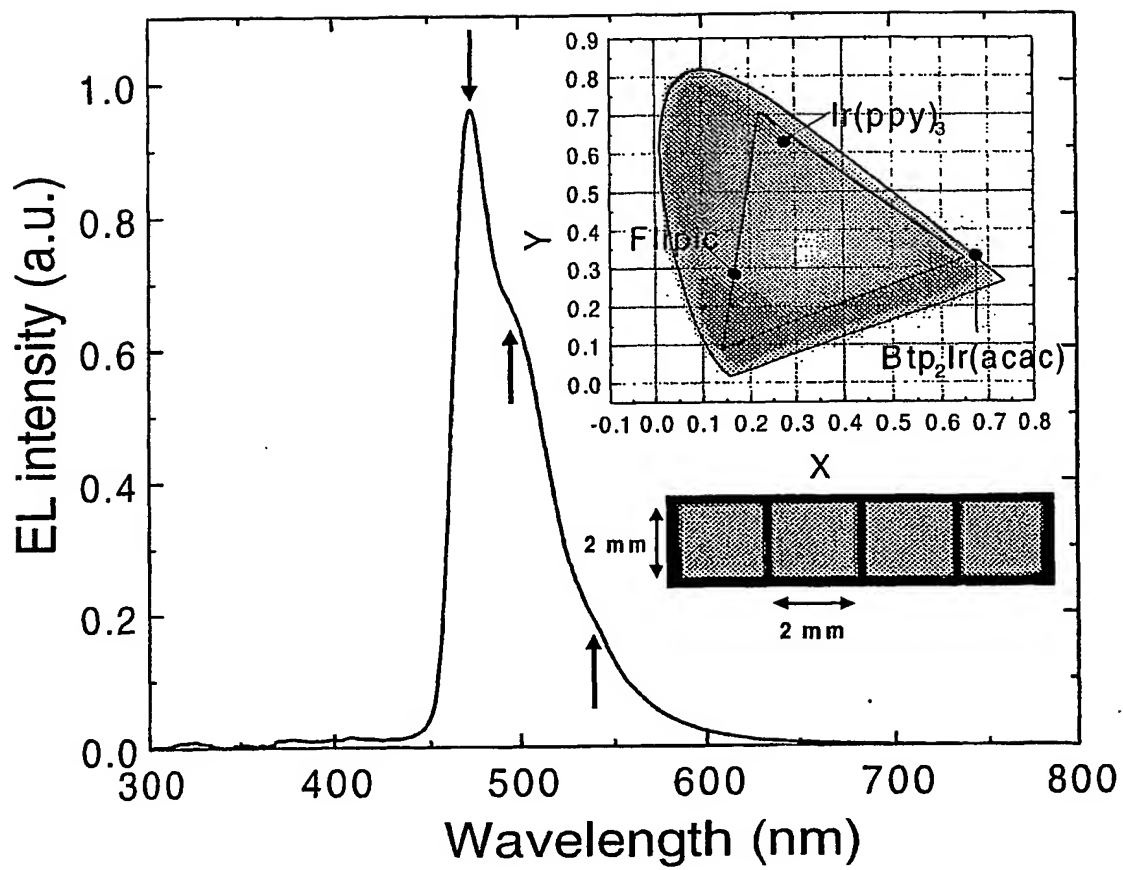 EL intensity (a.u.)
1.0
0.8
0.6
0.4
0.2
0.0
300 400 500 600 700 800
Wavelength (nm)
Y
0.9
0.8
0.7
0.6
0.5
0.4
0.3
0.2
0.1
0.0
-0.1 0.0 0.1 0.2 0.3 0.4 0.5 0.6 0.7 0.8
X
Ir(ppy)₃
FIrpic
Btp₂Ir(acac)
2 mm
2 mm